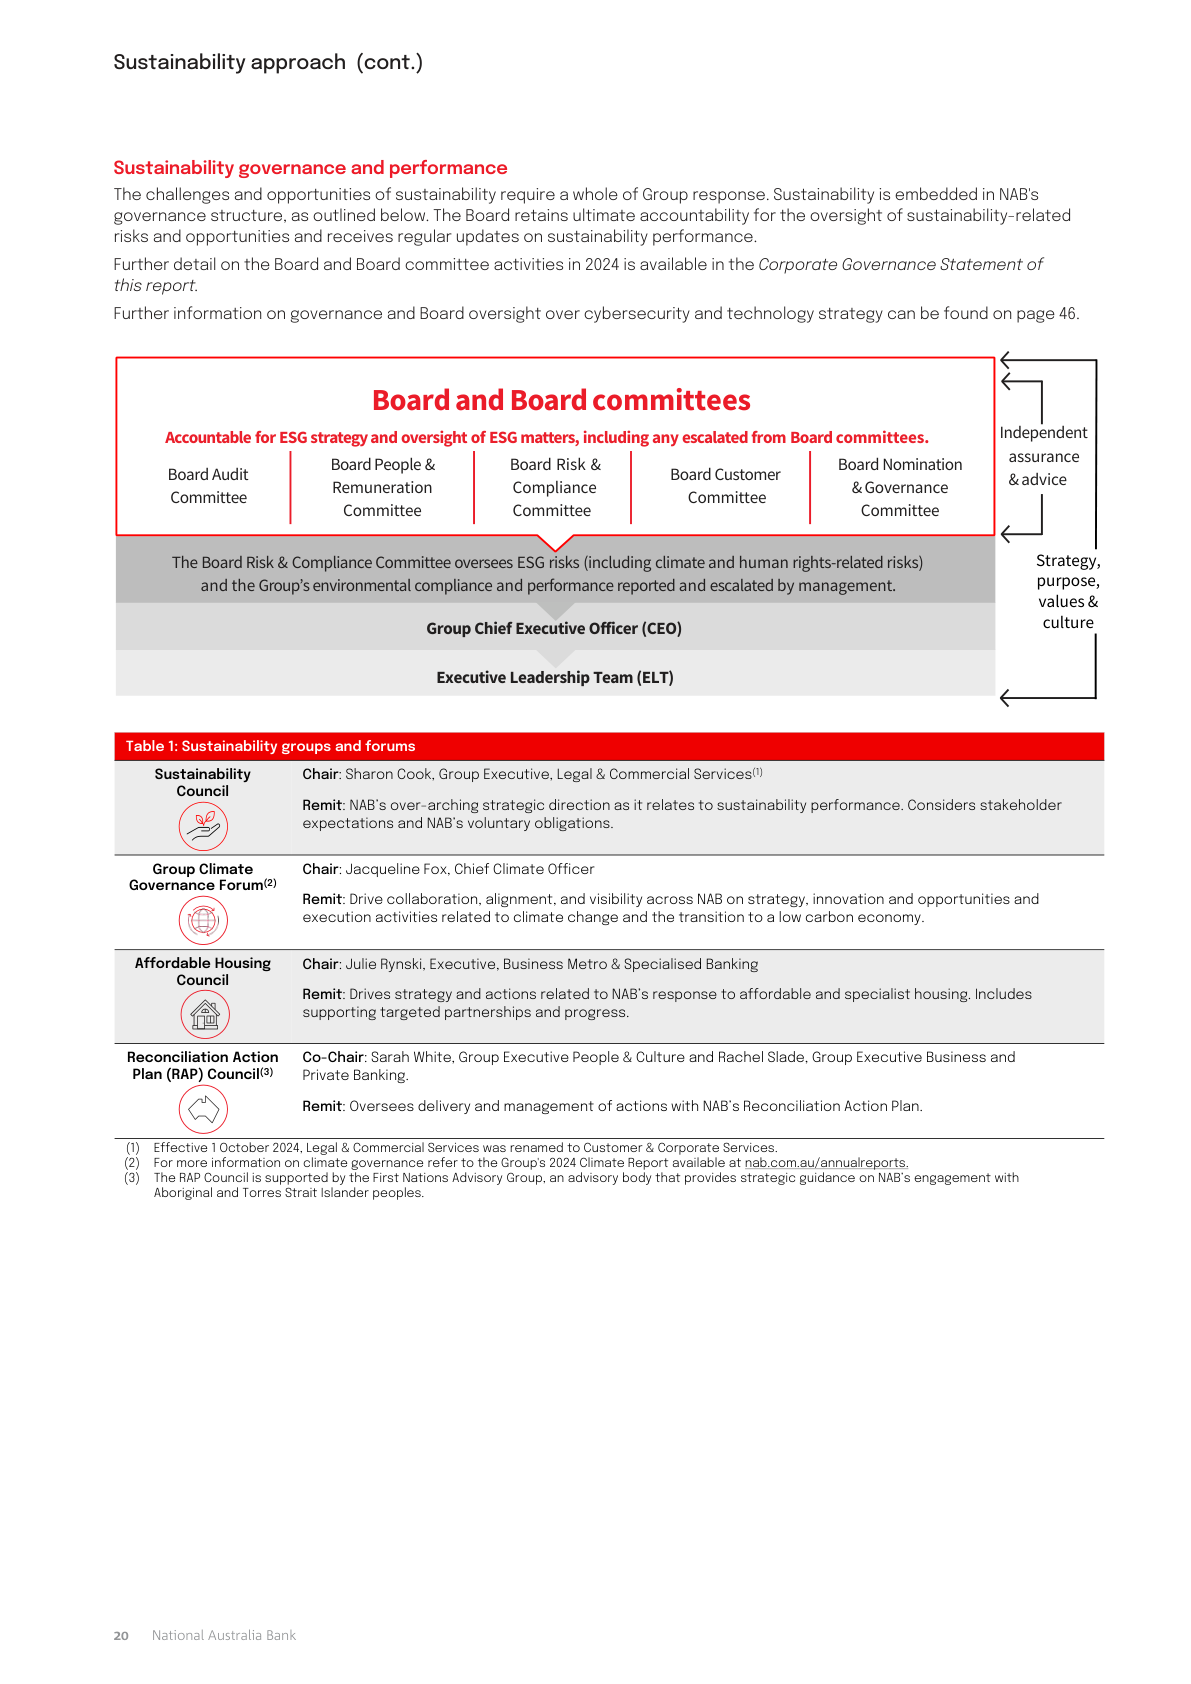 Sustainability approach (cont.)
Sustainability governance and performance
The challenges and opportunities of sustainability require a whole of Group response. Sustainability is embedded in NAB's
governance structure, as outlined below. The Board retains ultimate accountability for the oversight of sustainability-related
risks and opportunities and receives regular updates on sustainability performance.
Further detail on the Board and Board committee activities in 2024 is available in the Corporate Governance Statement of
this report.
Further information on governance and Board oversight over cybersecurity and technology strategy can be found on page 46.
Board and Board committees
Accountable for ESG strategy and oversight of ESG matters, including any escalated from Board committees.
Board Audit
Committee
Board People &
Remuneration
Committee
Board Risk &
Compliance
Committee
Board Customer
Committee
Board Nomination
& Governance
Committee
Independent
assurance
& advice
The Board Risk & Compliance Committee oversees ESG risks (including climate and human rights-related risks)
and the Group’s environmental compliance and performance reported and escalated by management.
Group Chief Executive Officer (CEO)
Executive Leadership Team (ELT)
Strategy,
purpose,
values &
culture
Table 1: Sustainability groups and forums
Sustainability
Council
Chair: Sharon Cook, Group Executive, Legal & Commercial Services(1)
Remit: NAB’s over-arching strategic direction as it relates to sustainability performance. Considers stakeholder
expectations and NAB’s voluntary obligations.
Group Climate
Governance Forum(2)
Chair: Jacqueline Fox, Chief Climate Officer
Remit: Drive collaboration, alignment, and visibility across NAB on strategy, innovation and opportunities and
execution activities related to climate change and the transition to a low carbon economy.
Affordable Housing
Council
Chair: Julie Rynski, Executive, Business Metro & Specialised Banking
Remit: Drives strategy and actions related to NAB’s response to affordable and specialist housing. Includes
supporting targeted partnerships and progress.
Reconciliation Action
Plan (RAP) Council(3)
Co-Chair: Sarah White, Group Executive People & Culture and Rachel Slade, Group Executive Business and
Private Banking.
Remit: Oversees delivery and management of actions with NAB’s Reconciliation Action Plan.
(1) Effective 1 October 2024, Legal & Commercial Services was renamed to Customer & Corporate Services.
(2) For more information on climate governance refer to the Group's 2024 Climate Report available at nab.com.au/annualreports.
(3) The RAP Council is supported by the First Nations Advisory Group, an advisory body that provides strategic guidance on NAB’s engagement with
Aboriginal and Torres Strait Islander peoples.
20 National Australia Bank